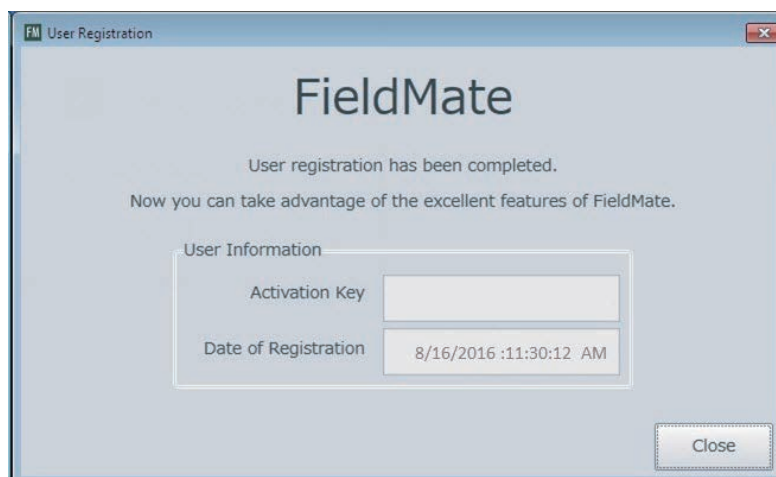 FM User Registration
FieldMate
User registration has been completed.
Now you can take advantage of the excellent features of FieldMate.
User Information
Activation Key
Date of Registration 8/16/2016 :11:30:12 AM
Close